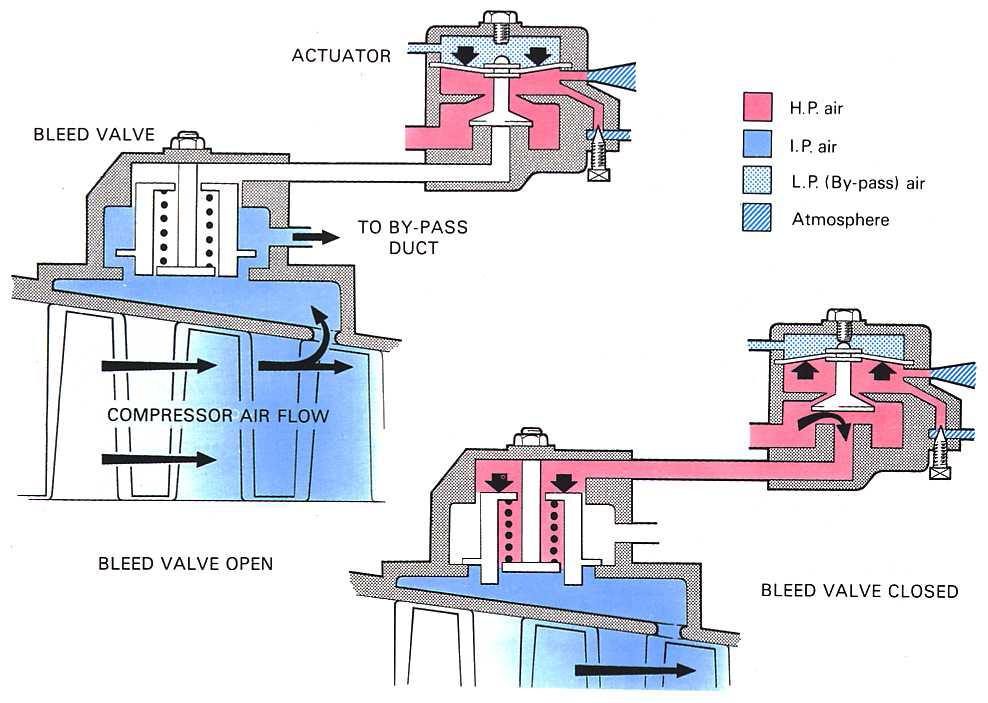 ACTUATOR
BLEED VALVE
H.P. air
I.P. air
L.P. (By-pass) air
Atmosphere
TO BY-PASS
DUCT
COMPRESSOR AIR FLOW
BLEED VALVE OPEN
BLEED VALVE CLOSED